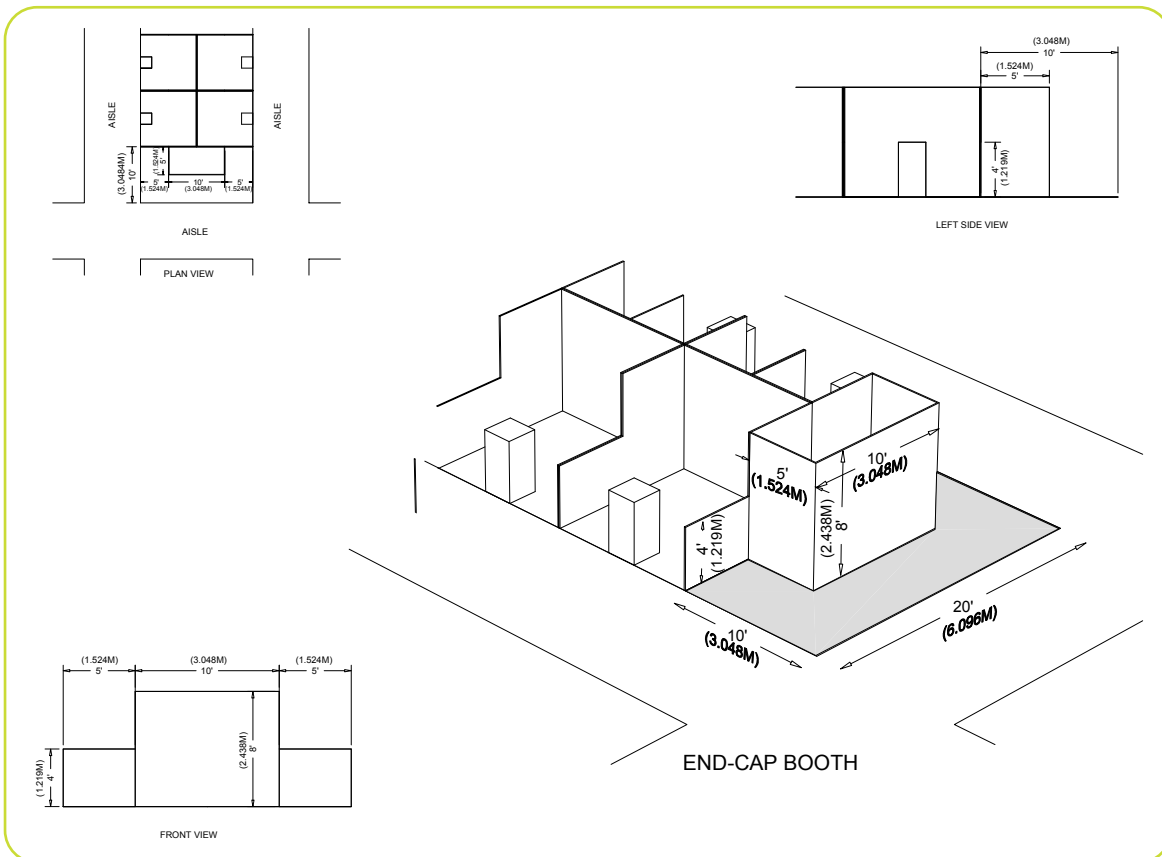 AISLE
AISLE
(3.0484M)
10'
(1.524M)
5'
5'
10'
5'
(1.524M)
(3.048M)
(1.524M)
AISLE
PLAN VIEW
(3.048M)
10'
(1.524M)
5'
4'
(1.219M)
LEFT SIDE VIEW
5'
(1.524M)
10'
(3.048M)
(2.438M)
8'
4'
(1.219M)
10'
(3.048M)
20'
(6.096M)
END-CAP BOOTH
(1.524M)
5'
(3.048M)
10'
(1.524M)
5'
(1.219M)
4'
(2.438M)
8'
FRONT VIEW